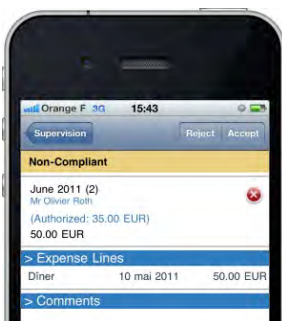 Orange F 3G 15:43
Supervision Reject Accept
Non-Compliant
June 2011 (2)
Mr Olivier Roth
(Authorized: 35.00 EUR)
50.00 EUR
> Expense Lines
Dîner 10 mai 2011 50.00 EUR
> Comments